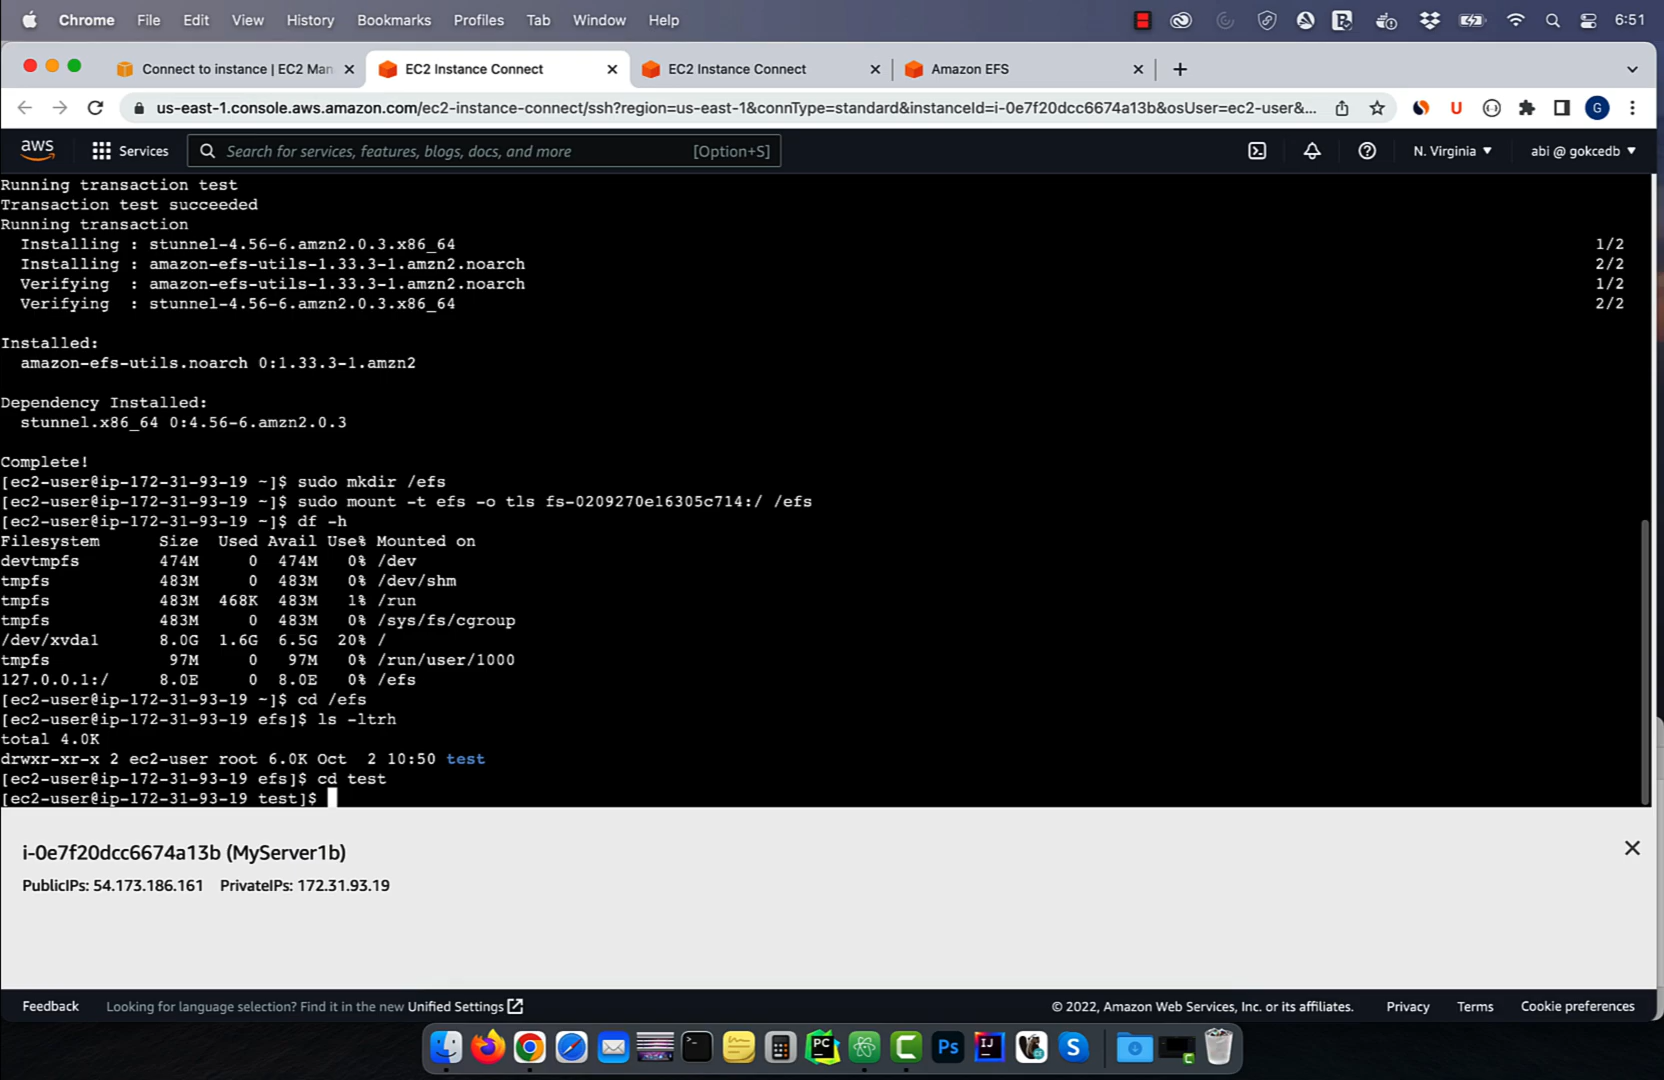 Chrome File Edit View History Bookmarks Profiles Tab Window Help 6:51
Connect to instance | EC2 Man EC2 Instance Connect EC2 Instance Connect Amazon EFS
us-east-1.console.aws.amazon.com/ec2-instance-connect/ssh?region=us-east-1&connType=standard&instanceId=i-0e7f20dcc6674a13b&osUser=ec2-user&... U G
aws Services Search for services, features, blogs, docs, and more [Option+S] N. Virginia abi @ gokcedb
Running transaction test
Transaction test succeeded
Running transaction
Installing : stunnel-4.56-6.amzn2.0.3.x86_64 1/2
Installing : amazon-efs-utils-1.33.3-1.amzn2.noarch 2/2
Verifying : amazon-efs-utils-1.33.3-1.amzn2.noarch 1/2
Verifying : stunnel-4.56-6.amzn2.0.3.x86_64 2/2
Installed:
amazon-efs-utils.noarch 0:1.33.3-1.amzn2
Dependency Installed:
stunnel.x86_64 0:4.56-6.amzn2.0.3
Complete!
[ec2-user@ip-172-31-93-19 ~]$ sudo mkdir /efs
[ec2-user@ip-172-31-93-19 ~]$ sudo mount -t efs -o tls fs-0209270e16305c714:/ /efs
[ec2-user@ip-172-31-93-19 ~]$ df -h
Filesystem Size Used Avail Use% Mounted on
devtmpfs 474M 0 474M 0% /dev
tmpfs 483M 0 483M 0% /dev/shm
tmpfs 483M 468K 483M 1% /run
tmpfs 483M 0 483M 0% /sys/fs/cgroup
/dev/xvda1 8.0G 1.6G 6.5G 20% /
tmpfs 97M 0 97M 0% /run/user/1000
127.0.0.1:/ 8.0E 0 8.0E 0% /efs
[ec2-user@ip-172-31-93-19 ~]$ cd /efs
[ec2-user@ip-172-31-93-19 efs]$ ls -ltrh
total 4.0K
drwxr-xr-x 2 ec2-user root 6.0K Oct 2 10:50 test
[ec2-user@ip-172-31-93-19 efs]$ cd test
[ec2-user@ip-172-31-93-19 test]$
i-0e7f20dcc6674a13b (MyServer1b)
PublicIPs: 54.173.186.161 PrivateIPs: 172.31.93.19
Feedback Looking for language selection? Find it in the new Unified Settings © 2022, Amazon Web Services, Inc. or its affiliates. Privacy Terms Cookie preferences
PC Ps IJ